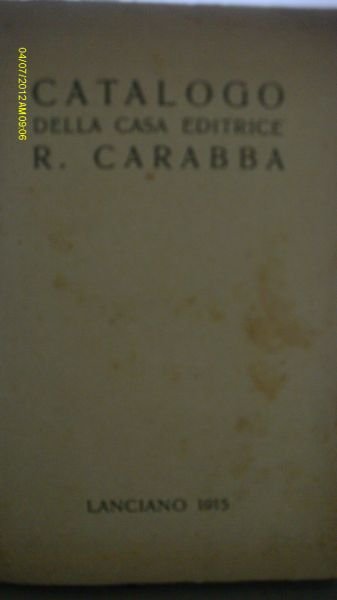 04/07/2012 AM 09:06
CATALOGO
DELLA CASA EDITRICE
R. CARABBA
LANCIANO 1915